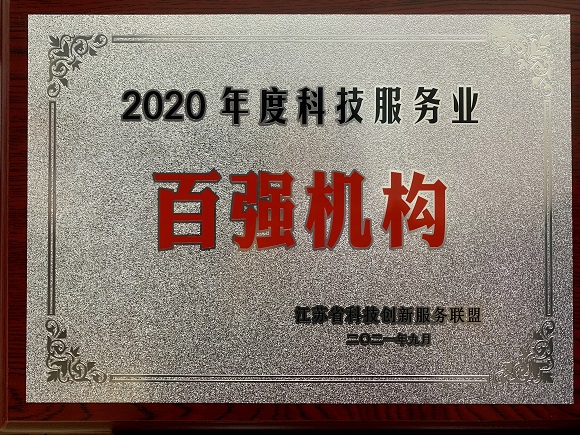 2020年度科技服务业
百强机构
江苏省科技创新服务联盟
二〇二一年九月